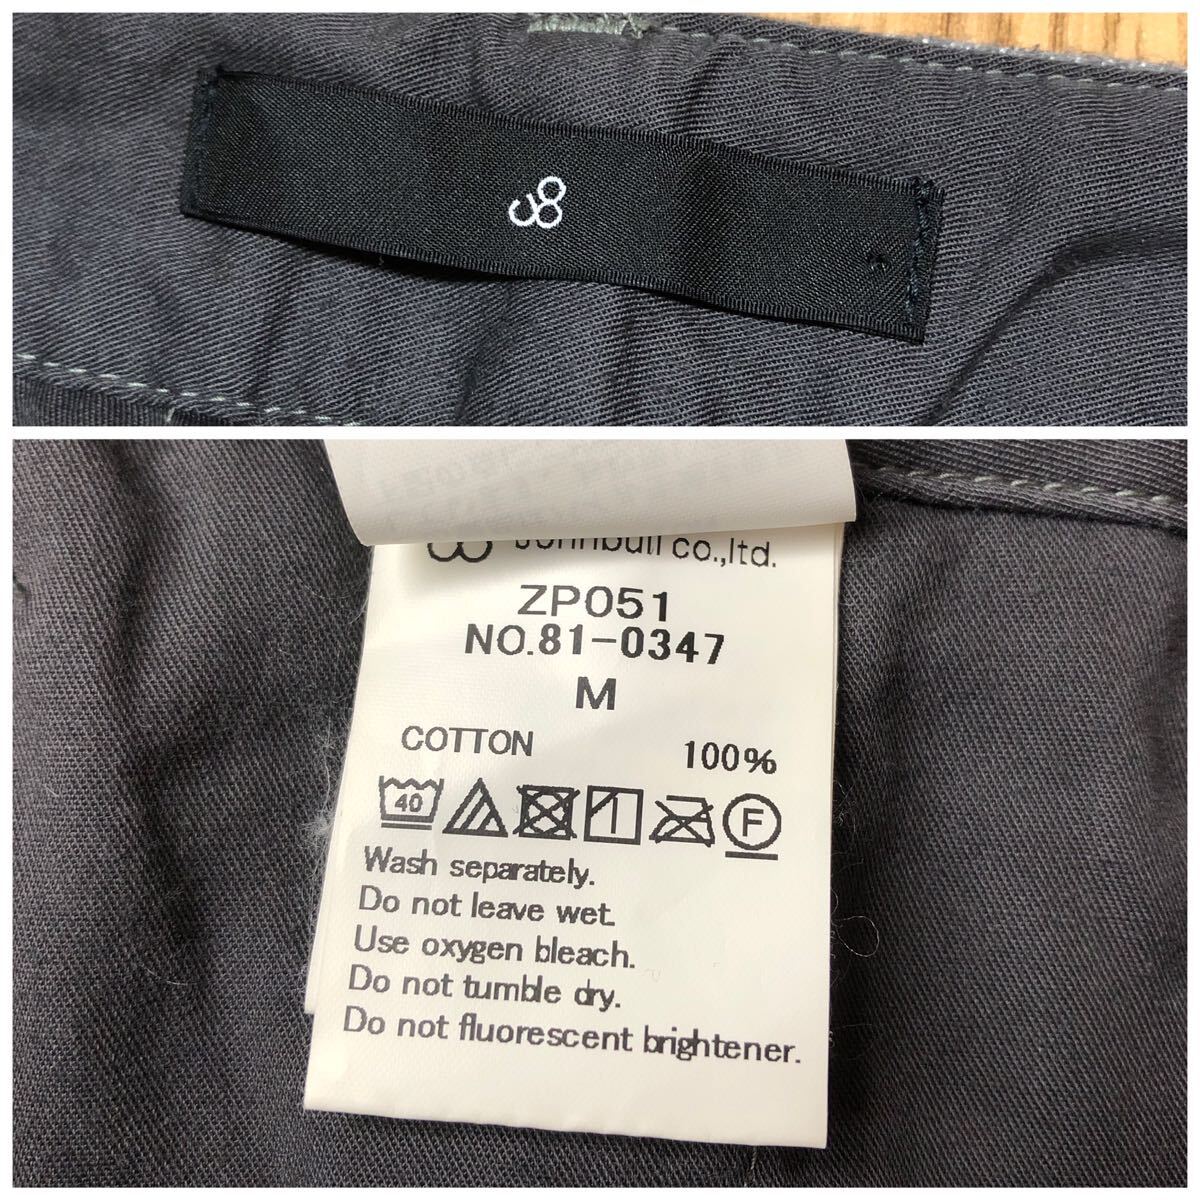 Johnbull co.,ltd.
ZP051
NO.81-0347
M
COTTON 100%
40 F
Wash separately.
Do not leave wet.
Use oxygen bleach.
Do not tumble dry.
Do not fluorescent brightener.